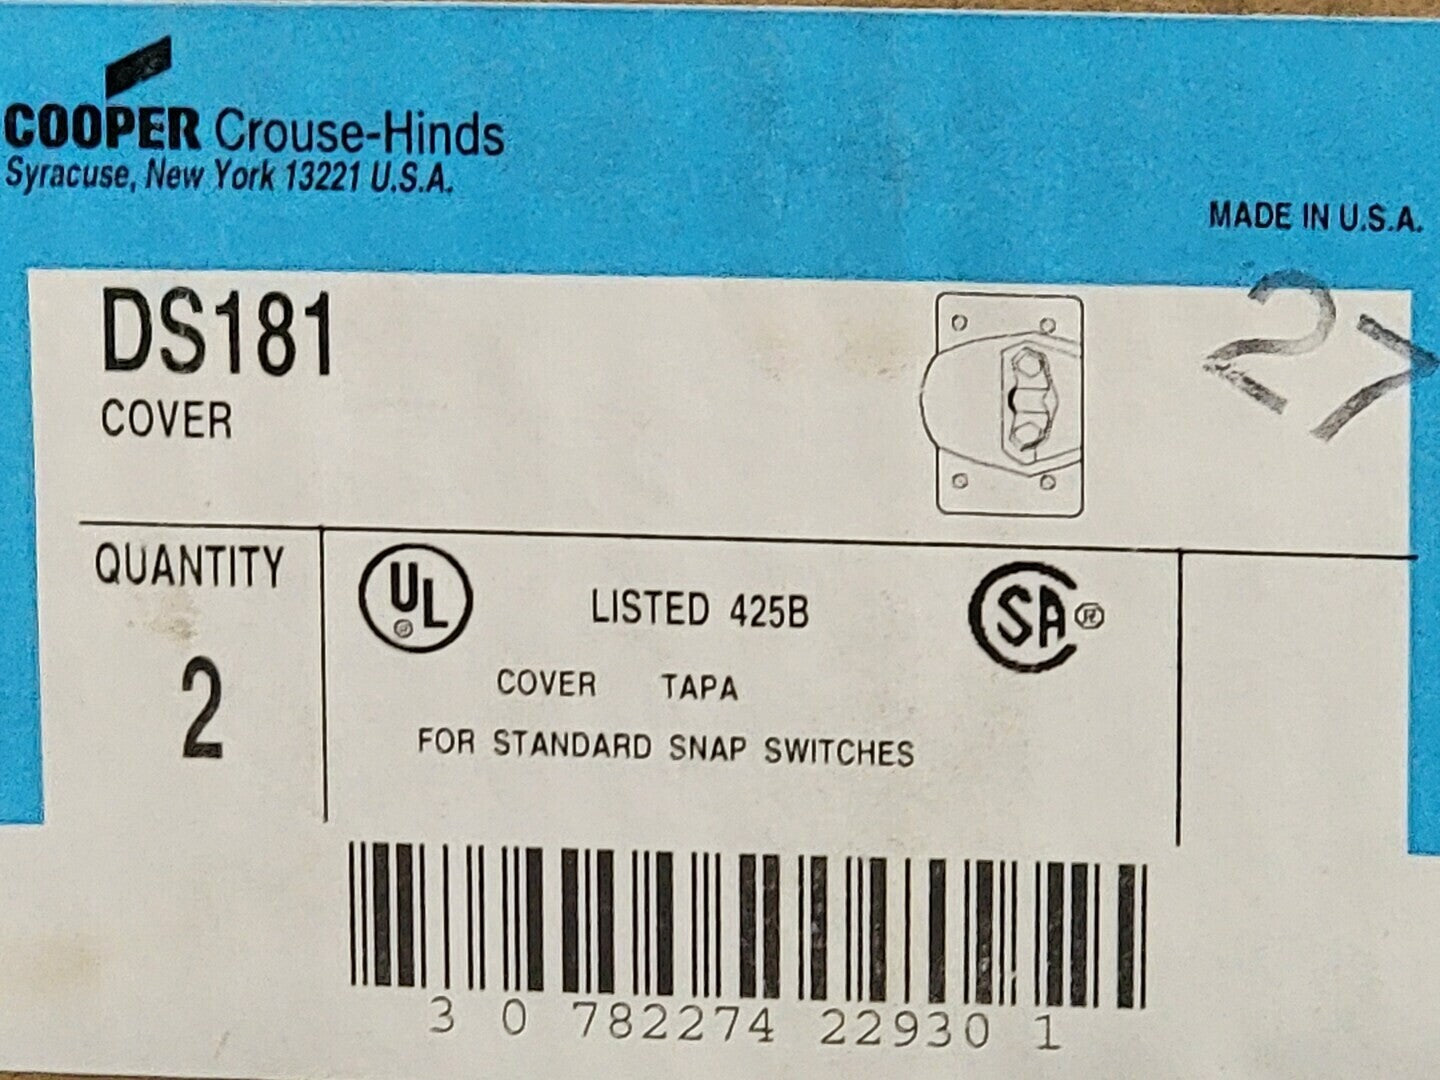 COOPER Crouse-Hinds
Syracuse, New York 13221 U.S.A.
MADE IN U.S.A.
27
DS181
COVER
QUANTITY
2
UL ®
LISTED 425B
SA ®
COVER TAPA
FOR STANDARD SNAP SWITCHES
3 0 782274 22930 1